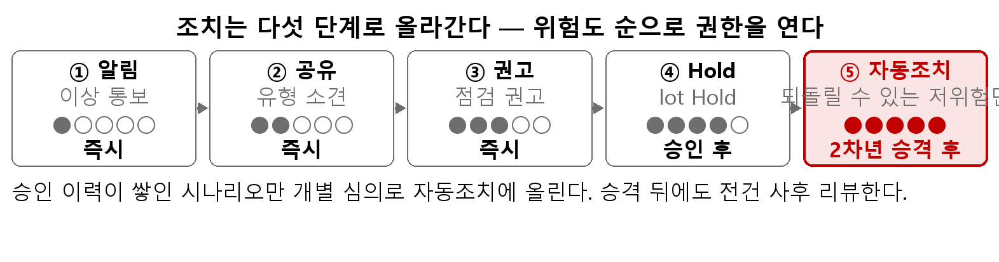 조치는 다섯 단계로 올라간다 — 위험도 순으로 권한을 연다
① 알림
이상 통보
즉시
② 공유
유형 소견
즉시
③ 권고
점검 권고
즉시
④ Hold
lot Hold
승인 후
⑤ 자동조치
되돌릴 수 있는 저위험만
2차년 승격 후
승인 이력이 쌓인 시나리오만 개별 심의로 자동조치에 올린다. 승격 뒤에도 전건 사후 리뷰한다.